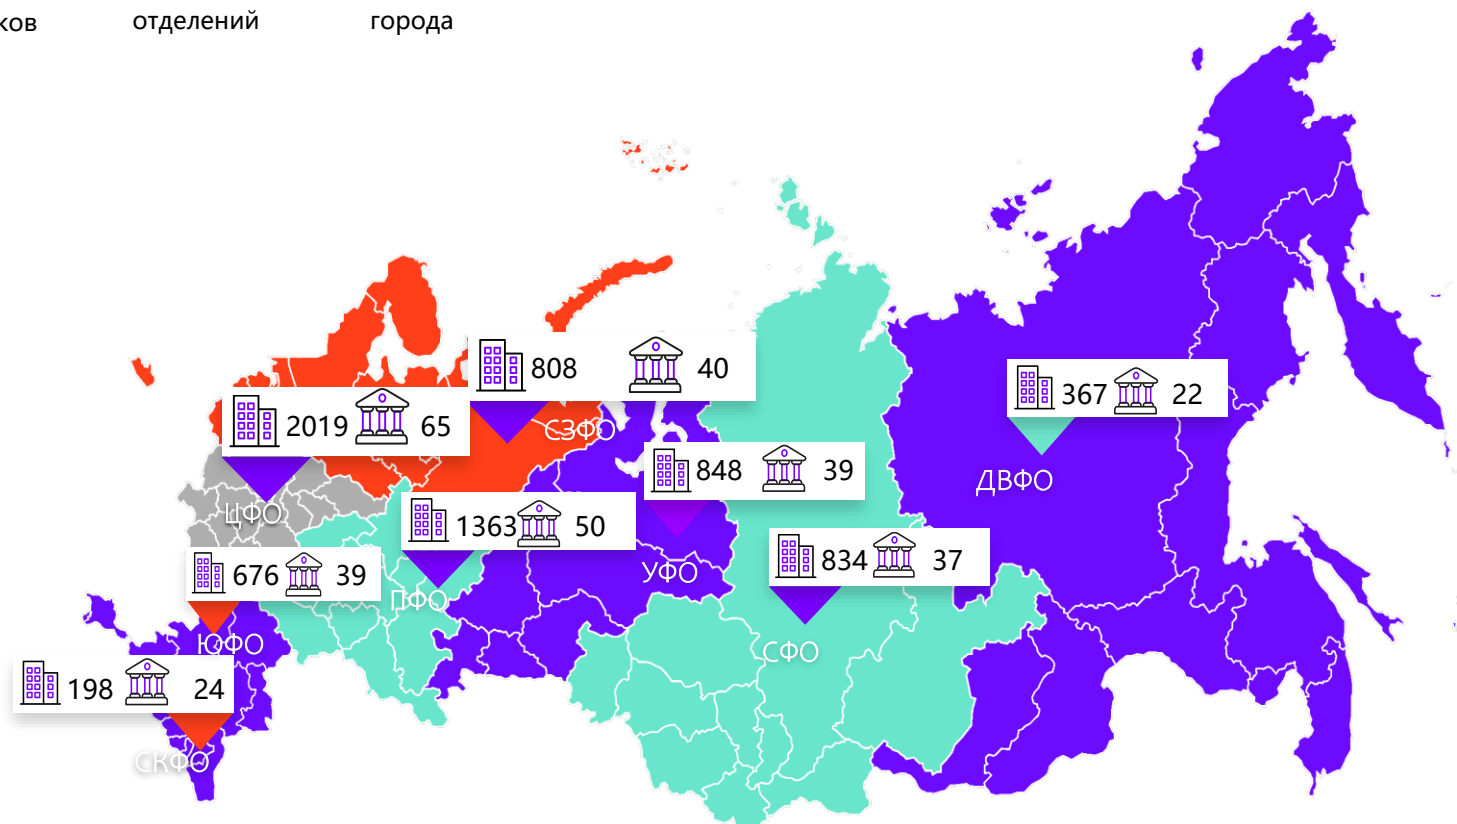 ков отделений города
808 40
2019 65
СЗФО
367 22
848 39
ДВФО
ЦФО
1363 50
834 37
УФО
676 39
ПФО
ЮФО
СФО
198 24
СКФО